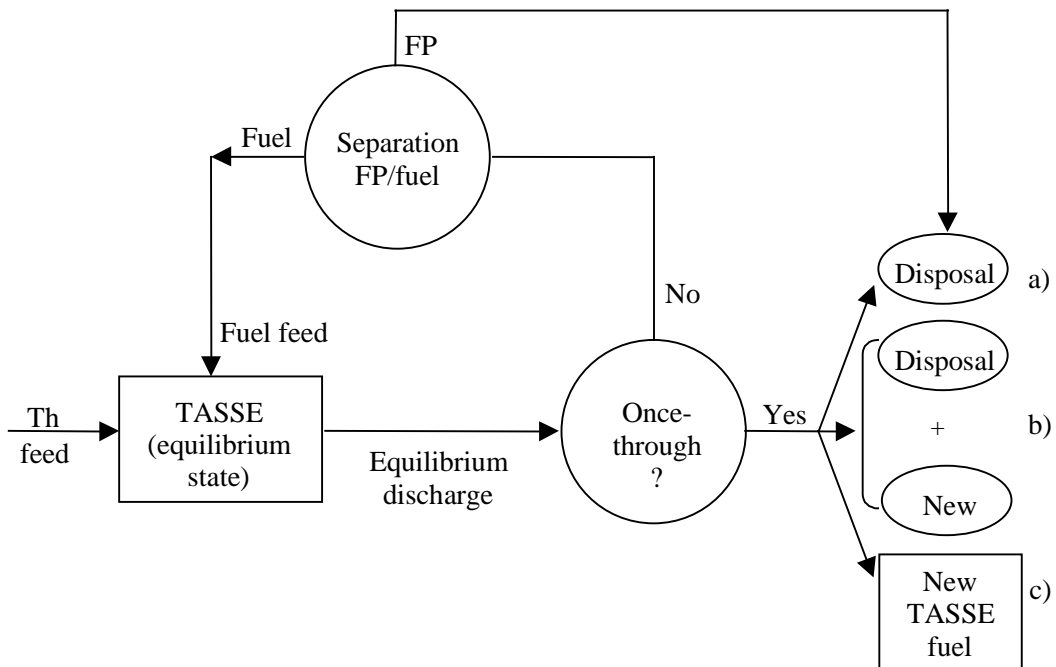 FP
Fuel
Separation
FP/fuel
Disposal
a)
No
Fuel feed
Disposal
Th
feed
TASSE
(equilibrium
state)
Equilibrium
discharge
Once-
through
?
Yes
+
b)
New
New
TASSE
fuel
c)